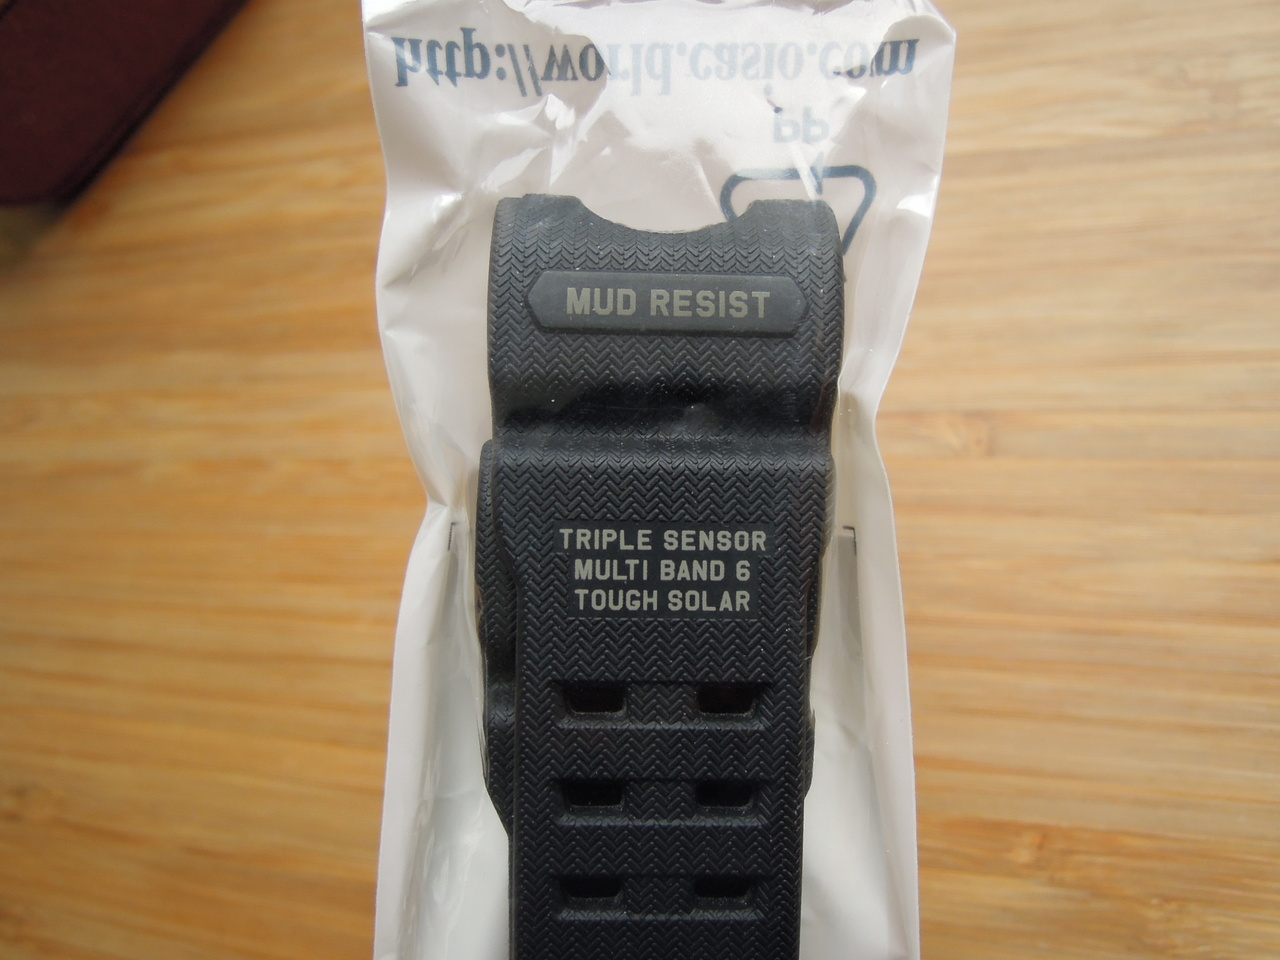 http://world.casio.com
PP
MUD RESIST
TRIPLE SENSOR
MULTI BAND 6
TOUGH SOLAR